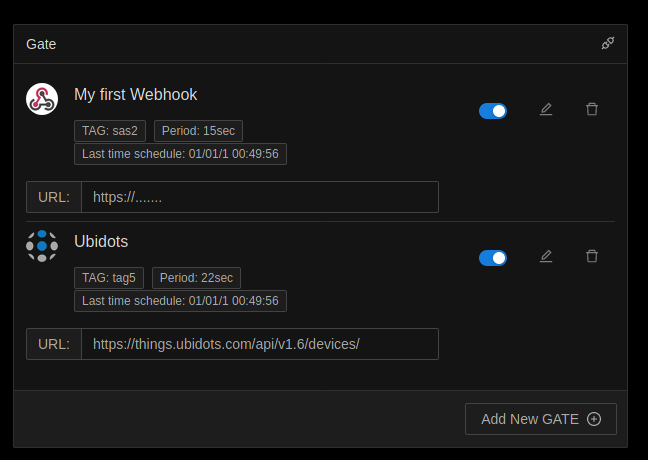 Gate
My first Webhook
TAG: sas2 Period: 15sec
Last time schedule: 01/01/1 00:49:56
URL: https://.......
Ubidots
TAG: tag5 Period: 22sec
Last time schedule: 01/01/1 00:49:56
URL: https://things.ubidots.com/api/v1.6/devices/
Add New GATE